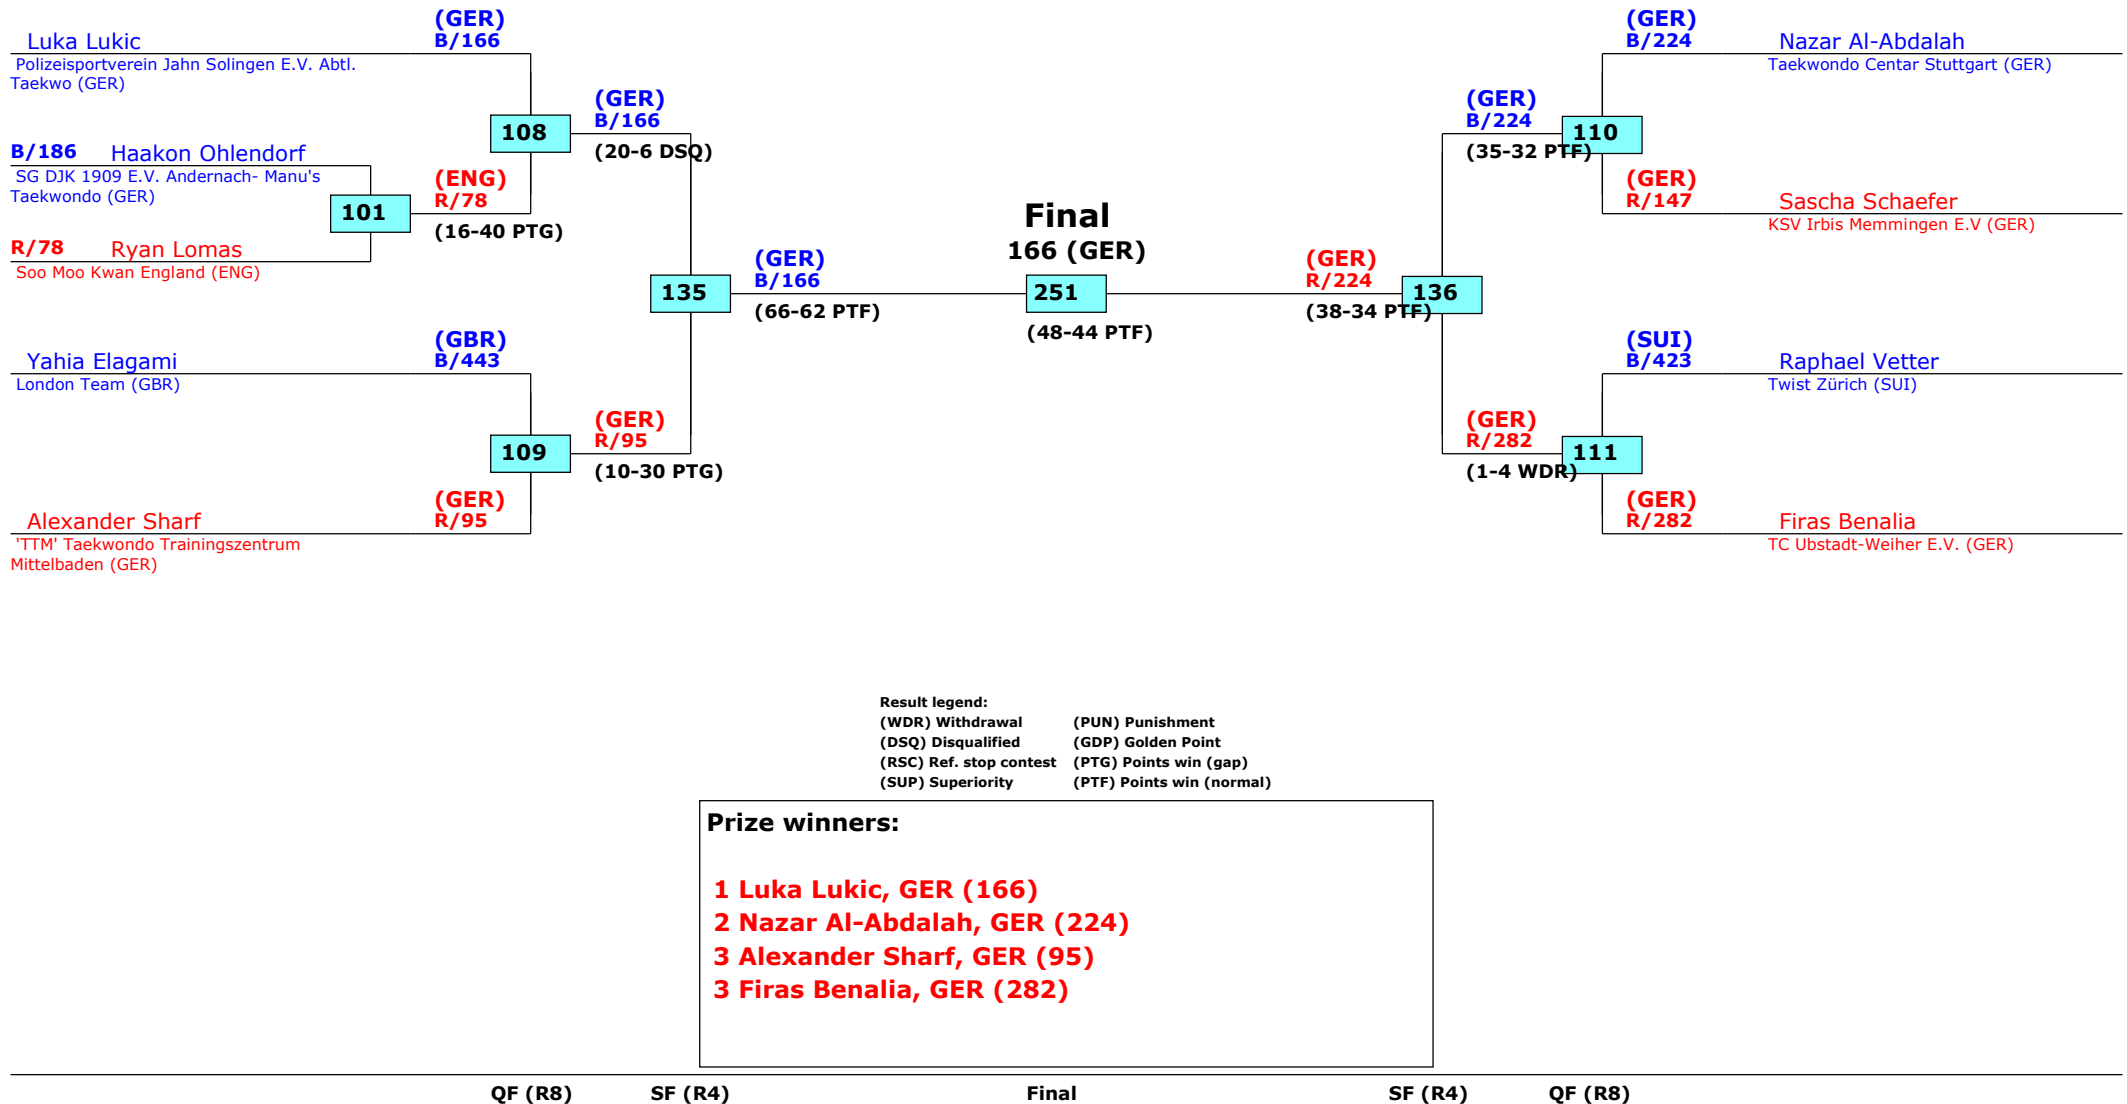 (GER)
B/166
Luka Lukic
Polizeisportverein Jahn Solingen E.V. Abtl.
Taekwo (GER)
108
(GER)
B/166
(20-6 DSQ)
B/186 Haakon Ohlendorf
SG DJK 1909 E.V. Andernach- Manu's
Taekwondo (GER)
101
(ENG)
R/78
(16-40 PTG)
R/78 Ryan Lomas
Soo Moo Kwan England (ENG)
135
(GER)
B/166
(66-62 PTF)
(GBR)
B/443
Yahia Elagami
London Team (GBR)
109
(GER)
R/95
(10-30 PTG)
(GER)
R/95
Alexander Sharf
'TTM' Taekwondo Trainingszentrum
Mittelbaden (GER)
Final
166 (GER)
251
(48-44 PTF)
(GER)
R/224
(38-34 PTF)
136
(GER)
B/224
(35-32 PTF)
110
(GER)
B/224
Nazar Al-Abdalah
Taekwondo Centar Stuttgart (GER)
(GER)
R/147
Sascha Schaefer
KSV Irbis Memmingen E.V (GER)
(SUI)
B/423
Raphael Vetter
Twist Zürich (SUI)
(GER)
R/282
(1-4 WDR)
111
(GER)
R/282
Firas Benalia
TC Ubstadt-Weiher E.V. (GER)
Result legend:
(WDR) Withdrawal (PUN) Punishment
(DSQ) Disqualified (GDP) Golden Point
(RSC) Ref. stop contest (PTG) Points win (gap)
(SUP) Superiority (PTF) Points win (normal)
Prize winners:
1 Luka Lukic, GER (166)
2 Nazar Al-Abdalah, GER (224)
3 Alexander Sharf, GER (95)
3 Firas Benalia, GER (282)
QF (R8) SF (R4) Final SF (R4) QF (R8)